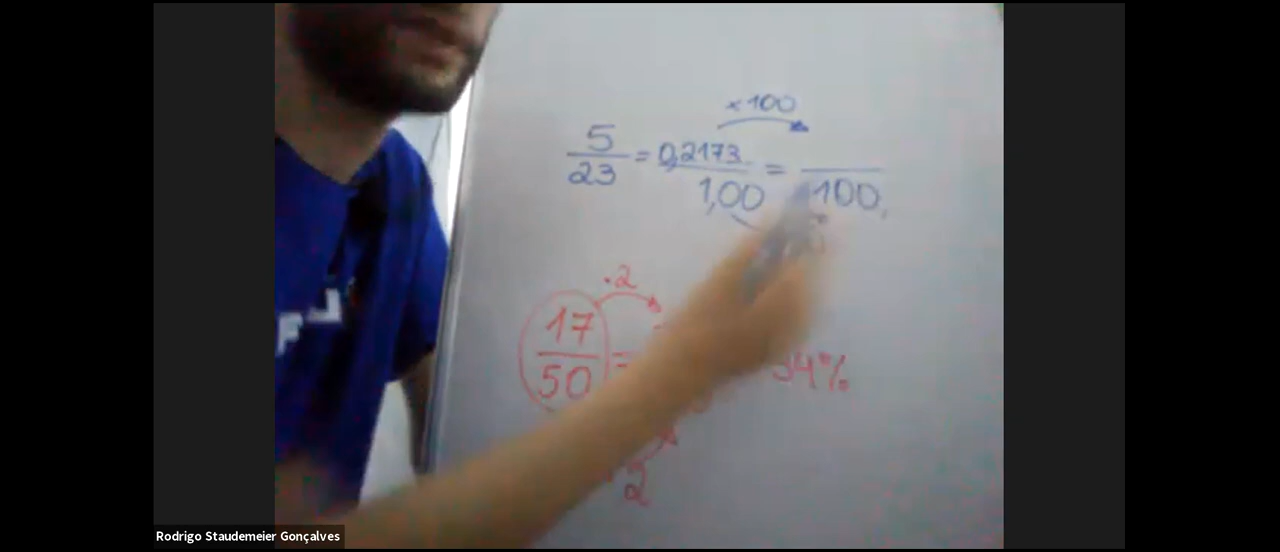 ×100
5/23 = 0,2173/1,00 = /100
.2
17/50 = 34%
2
Rodrigo Staudemeier Gonçalves